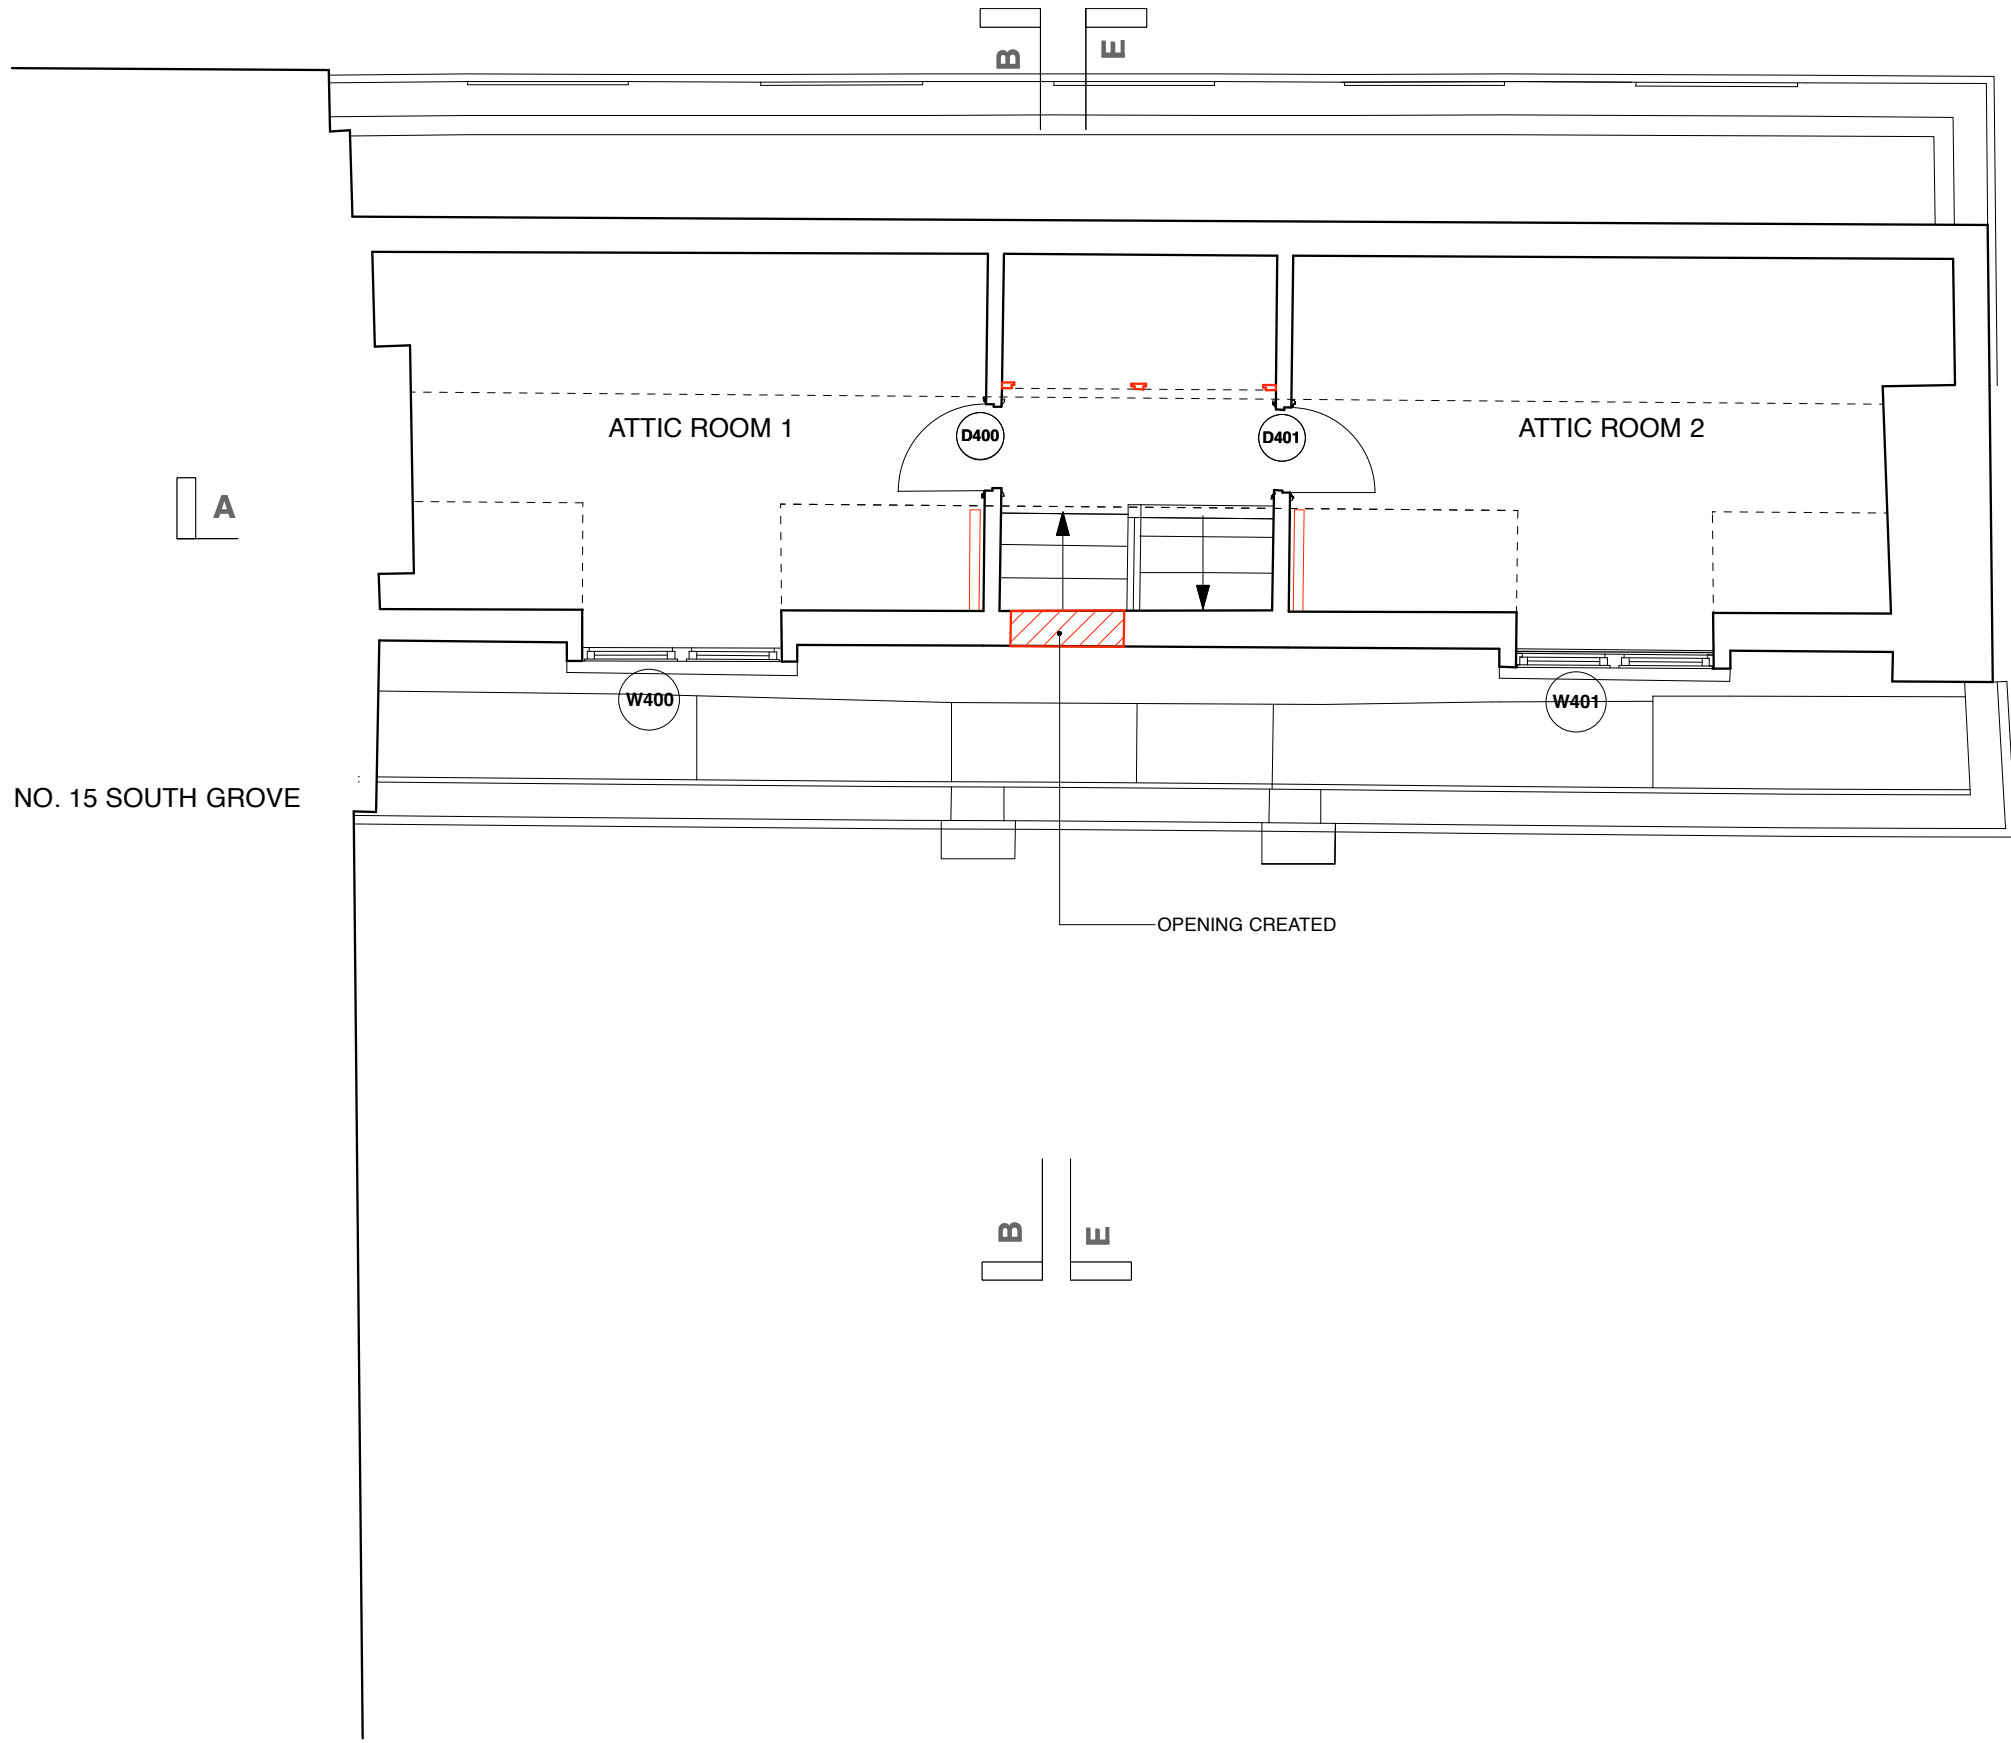 B E
ATTIC ROOM 1
D400
D401
ATTIC ROOM 2
A
W400
W401
NO. 15 SOUTH GROVE
OPENING CREATED
B E